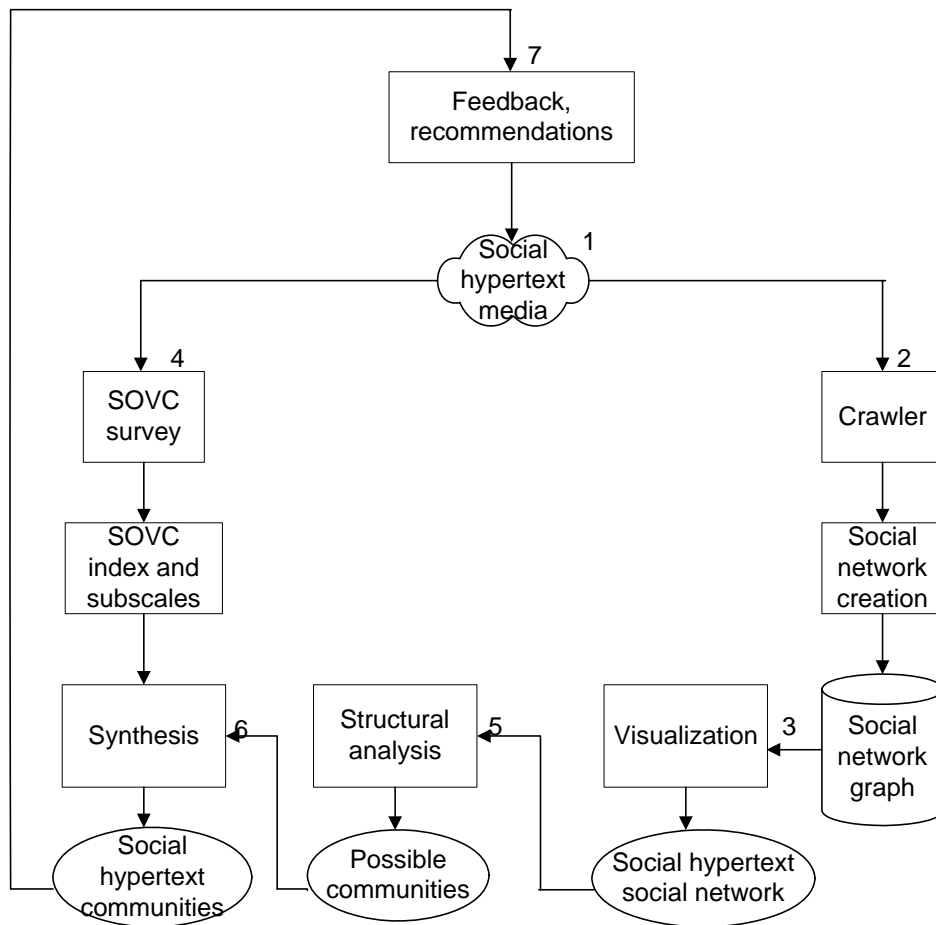 7
Feedback,
recommendations
1
Social
hypertext
media
4
SOVC
survey
2
Crawler
SOVC
index and
subscales
Social
network
creation
Synthesis
6
Structural
analysis
5
Visualization
3
Social
network
graph
Social
hypertext
communities
Possible
communities
Social hypertext
social network